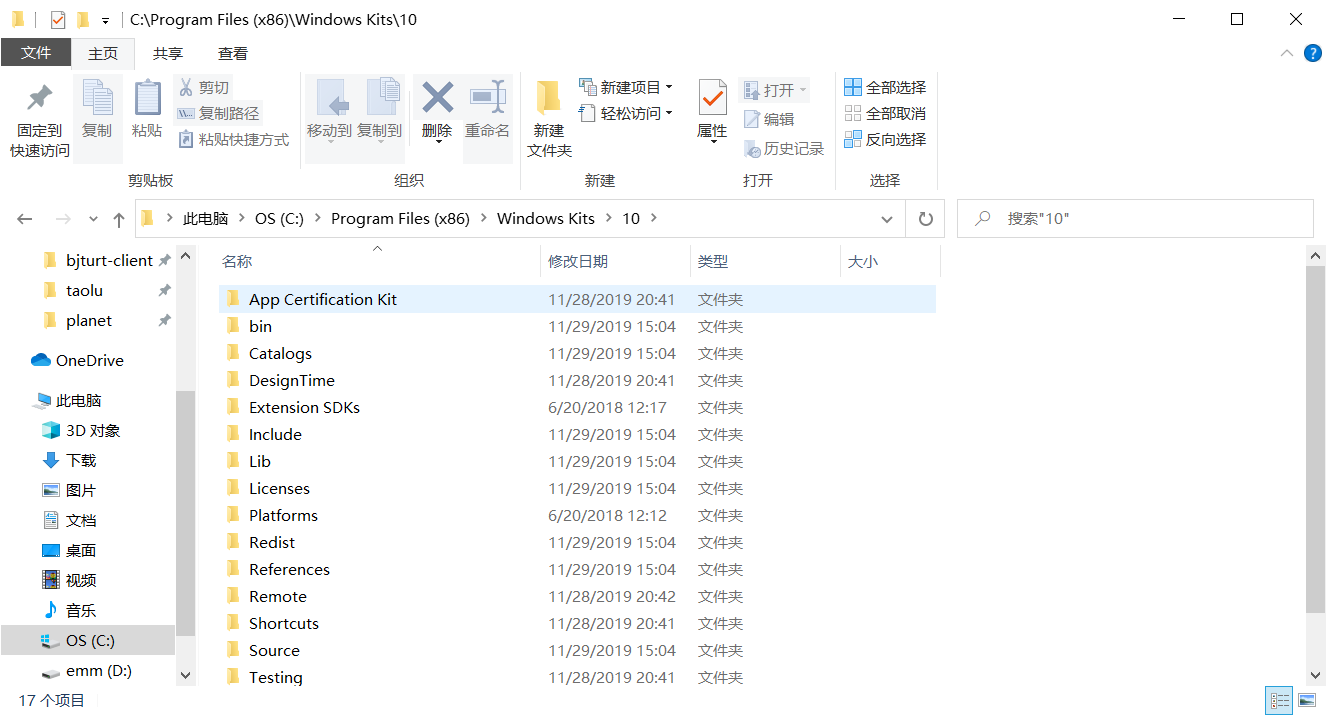 C:\Program Files (x86)\Windows Kits\10
文件 主页 共享 查看
固定到
快速访问
复制
粘贴
剪切
复制路径
粘贴快捷方式
剪贴板
移动到 复制到 删除 重命名
组织
新建
文件夹
新建项目
轻松访问
新建
属性
打开
编辑
历史记录
打开
全部选择
全部取消
反向选择
选择
此电脑 OS (C:) Program Files (x86) Windows Kits 10
搜索"10"
bjturt-client
taolu
planet
OneDrive
此电脑
3D 对象
下载
图片
文档
桌面
视频
音乐
OS (C:)
emm (D:)
名称 修改日期 类型 大小
App Certification Kit 11/28/2019 20:41 文件夹
bin 11/29/2019 15:04 文件夹
Catalogs 11/29/2019 15:04 文件夹
DesignTime 11/28/2019 20:41 文件夹
Extension SDKs 6/20/2018 12:17 文件夹
Include 11/29/2019 15:04 文件夹
Lib 11/29/2019 15:04 文件夹
Licenses 11/29/2019 15:04 文件夹
Platforms 6/20/2018 12:12 文件夹
Redist 11/29/2019 15:04 文件夹
References 11/29/2019 15:04 文件夹
Remote 11/28/2019 20:42 文件夹
Shortcuts 11/28/2019 20:41 文件夹
Source 11/29/2019 15:04 文件夹
Testing 11/28/2019 20:41 文件夹
17 个项目